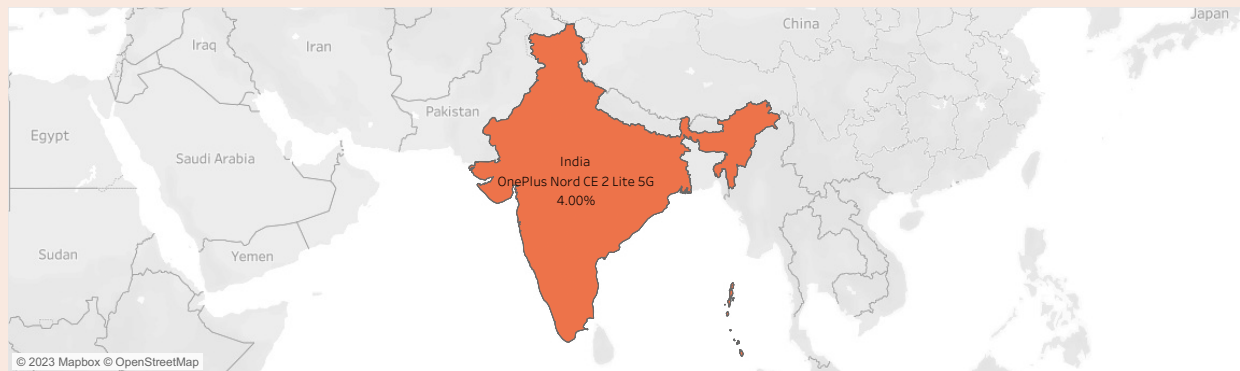 China
Japan
Iraq
Iran
Pakistan
Egypt
Saudi Arabia
India
OnePlus Nord CE 2 Lite 5G
4.00%
Sudan
Yemen
© 2023 Mapbox © OpenStreetMap